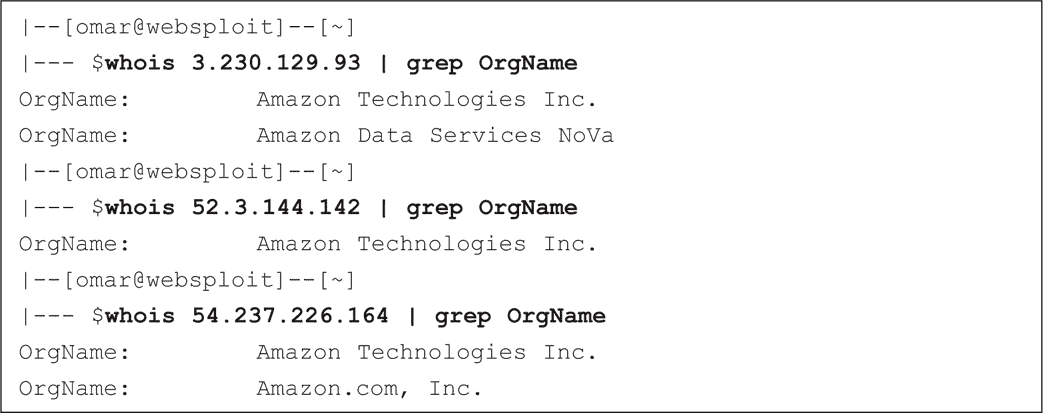 |--[omar@websploit]--[~]
|--- $whois 3.230.129.93 | grep OrgName
OrgName:         Amazon Technologies Inc.
OrgName:         Amazon Data Services NoVa
|--[omar@websploit]--[~]
|--- $whois 52.3.144.142 | grep OrgName
OrgName:         Amazon Technologies Inc.
|--[omar@websploit]--[~]
|--- $whois 54.237.226.164 | grep OrgName
OrgName:         Amazon Technologies Inc.
OrgName:         Amazon.com, Inc.